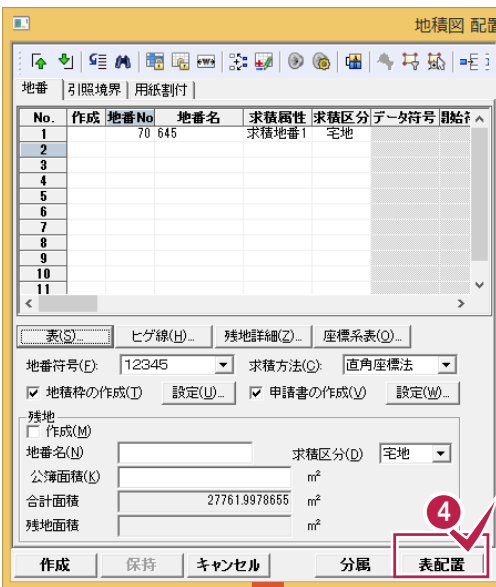 地積図 配置
地番 引照境界 用紙割付
No. 作成 地番No 地番名 求積属性 求積区分 データ符号
1 70 645 求積地番1 宅地
2
3
4
5
6
7
8
9
10
11
表(S)... ヒゲ線(H)... 残地詳細(Z)... 座標系表(O)...
地番符号(F): 12345 求積方法(C): 直角座標法
地積枠の作成(T) 設定(U)... 申請書の作成(V) 設定(W)...
残地
作成(M)
地番名(N) 求積区分(D) 宅地
公簿面積(K) m²
合計面積 27761.9978655 m²
残地面積 m²
4
作成 保持 キャンセル 分属 表配置